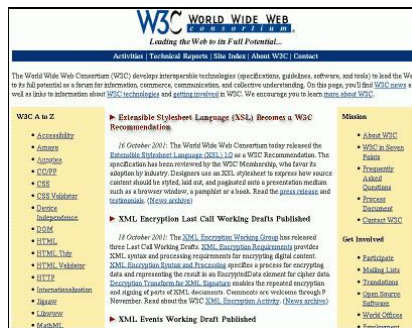 W3C WORLD WIDE WEB
consortium
Leading the Web to its Full Potential...
Activities | Technical Reports | Site Index | About W3C | Contact
The World Wide Web Consortium (W3C) develops interoperable technologies (specifications, guidelines, software, and tools) to lead the Web
to its full potential as a forum for information, commerce, communication, and collective understanding. On this page, you'll find W3C news as
well as links to information about W3C technologies and getting involved in W3C. We encourage you to learn more about W3C.
W3C A to Z
• Accessibility
• Amaya
• Annotea
• CC/PP
• CSS
• CSS Validator
• Device
Independence
• DOM
• HTML
• HTML Tidy
• HTML Validator
• HTTP
• Internationalization
• Jigsaw
• Libwww
• MathML
Extensible Stylesheet Language (XSL) Becomes a W3C
Recommendation
16 October 2001: The World Wide Web Consortium today released the
Extensible Stylesheet Language (XSL) 1.0 as a W3C Recommendation. The
specification has been reviewed by the W3C Membership, who favor its
adoption by industry. Designers use an XSL stylesheet to express how source
content should be styled, laid out, and paginated onto a presentation medium
such as a browser window, a pamphlet or a book. Read the press release and
testimonials. (News archive)
XML Encryption Last Call Working Drafts Published
18 October 2001: The XML Encryption Working Group has released
three Last Call Working Drafts. XML Encryption Requirements provides
XML syntax and processing requirements for encrypting digital content.
XML Encryption Syntax and Processing specifies a process for encrypting
data and representing the result in an EncryptedData element for cipher data.
Decryption Transform for XML Signature enables the repeated encryption
and signing of parts of XML documents. Comments are welcome through 9
November. Read about the W3C XML Encryption Activity. (News archive)
XML Events Working Draft Published
Mission
• About W3C
• W3C in Seven
Points
• Frequently
Asked
Questions
• Process
Document
• Contact W3C
Get Involved
• Participate
• Mailing Lists
• Translations
• Open Source
Software
• World Offices
• Employment